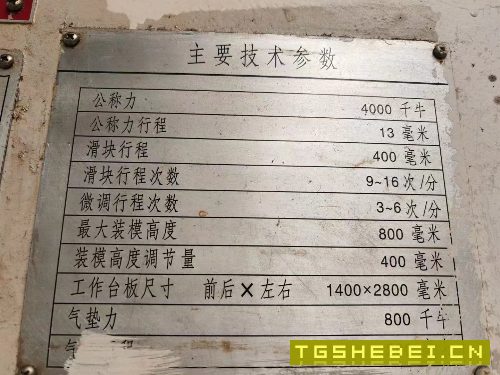 主要技术参数
公称力 4000 千牛
公称力行程 13 毫米
滑块行程 400 毫米
滑块行程次数 9~16 次/分
微调行程次数 3~6 次/分
最大装模高度 800 毫米
装模高度调节量 400 毫米
工作台板尺寸 前后×左右 1400×2800 毫米
气垫力 800 千牛
TGSHEBEI.CN